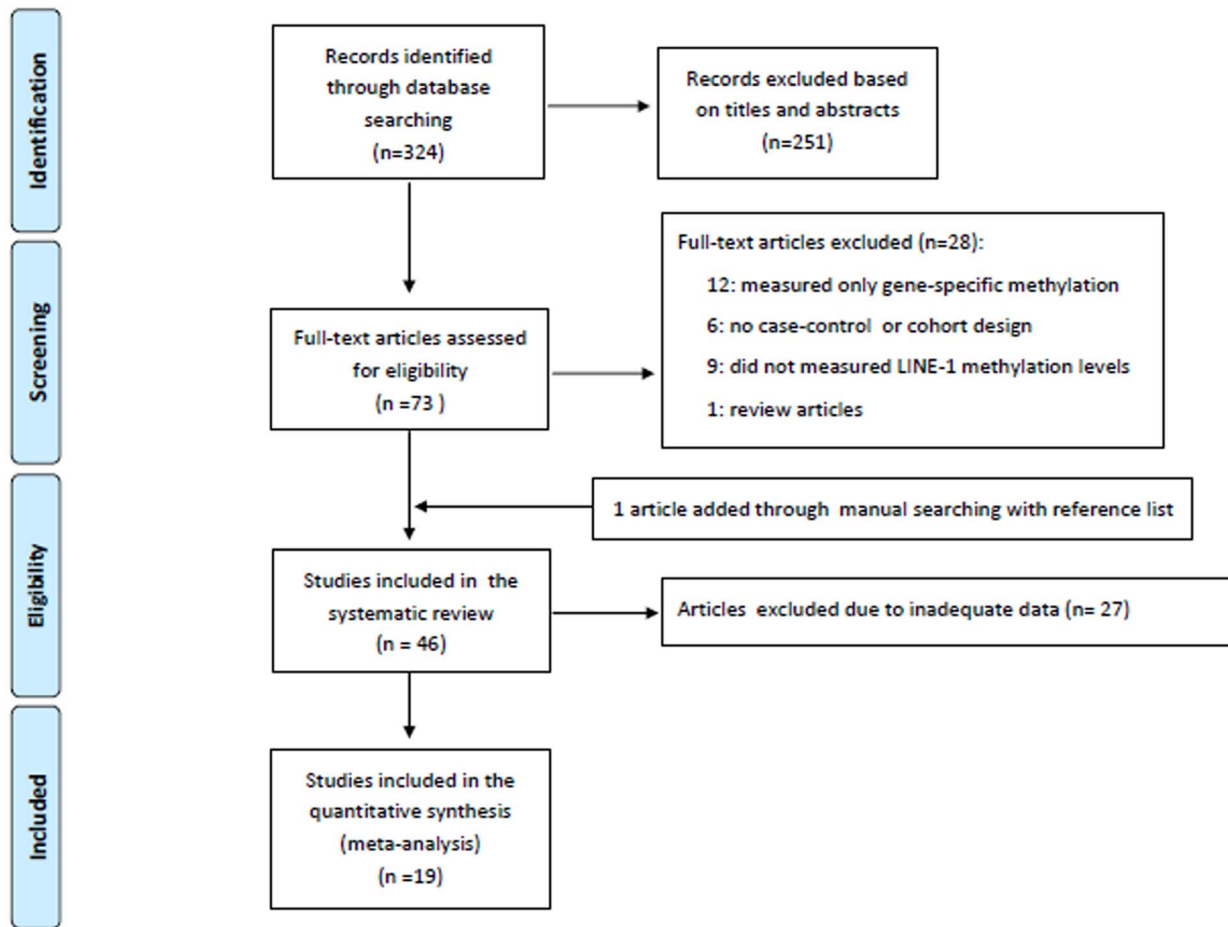 Identification
Records identified
through database
searching
(n=324)
Records excluded based
on titles and abstracts
(n=251)
Screening
Full-text articles assessed
for eligibility
(n =73 )
Full-text articles excluded (n=28):
12: measured only gene-specific methylation
6: no case-control or cohort design
9: did not measured LINE-1 methylation levels
1: review articles
1 article added through manual searching with reference list
Eligibility
Studies included in the
systematic review
(n = 46)
Articles excluded due to inadequate data (n= 27)
Included
Studies included in the
quantitative synthesis
(meta-analysis)
(n =19)